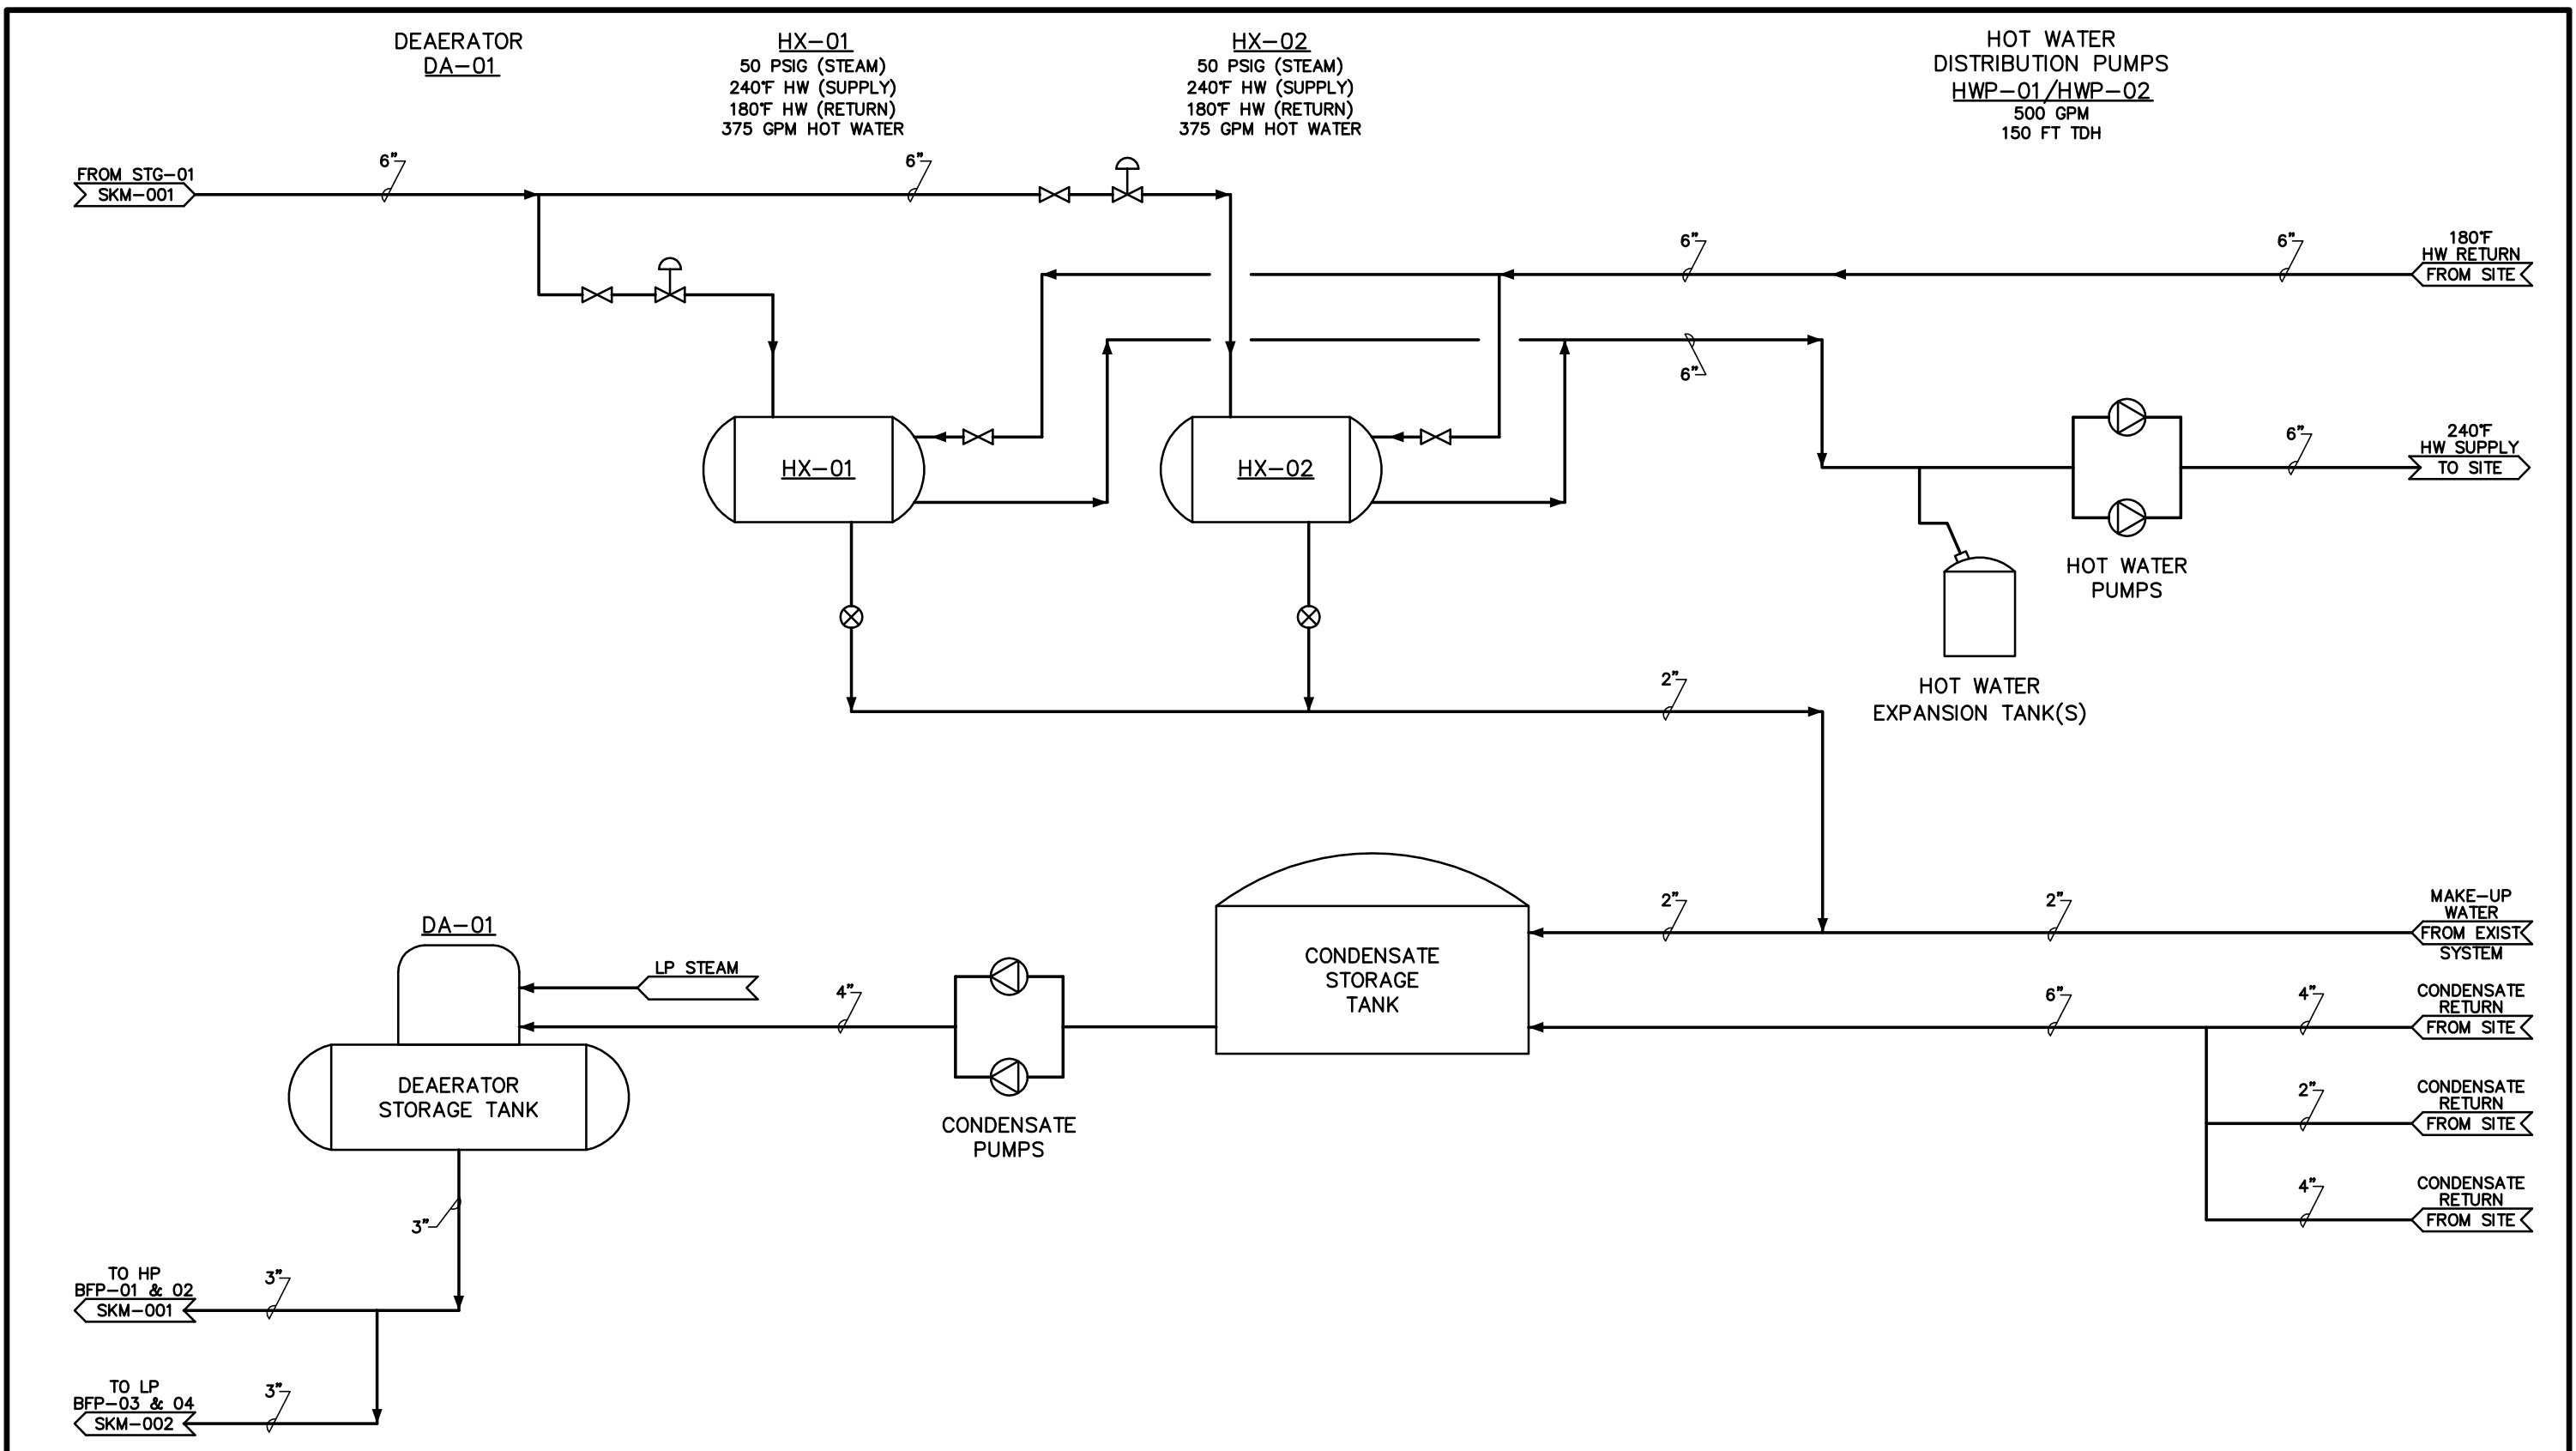 DEAERATOR
DA-01
HX-01
50 PSIG (STEAM)
240°F HW (SUPPLY)
180°F HW (RETURN)
375 GPM HOT WATER
HX-02
50 PSIG (STEAM)
240°F HW (SUPPLY)
180°F HW (RETURN)
375 GPM HOT WATER
HOT WATER
DISTRIBUTION PUMPS
HWP-01/HWP-02
500 GPM
150 FT TDH
FROM STG-01
SKM-001
6"
6"
6"
6"
180°F
HW RETURN
FROM SITE
6"
6"
240°F
HW SUPPLY
TO SITE
HX-01
HX-02
HOT WATER
PUMPS
HOT WATER
EXPANSION TANK(S)
2"
2"
2"
MAKE-UP
WATER
FROM EXIST
SYSTEM
DA-01
LP STEAM
4"
CONDENSATE
STORAGE
TANK
6"
4"
CONDENSATE
RETURN
FROM SITE
DEAERATOR
STORAGE TANK
CONDENSATE
PUMPS
2"
CONDENSATE
RETURN
FROM SITE
4"
CONDENSATE
RETURN
FROM SITE
3"
TO HP
BFP-01 & 02
SKM-001
3"
TO LP
BFP-03 & 04
SKM-002
3"